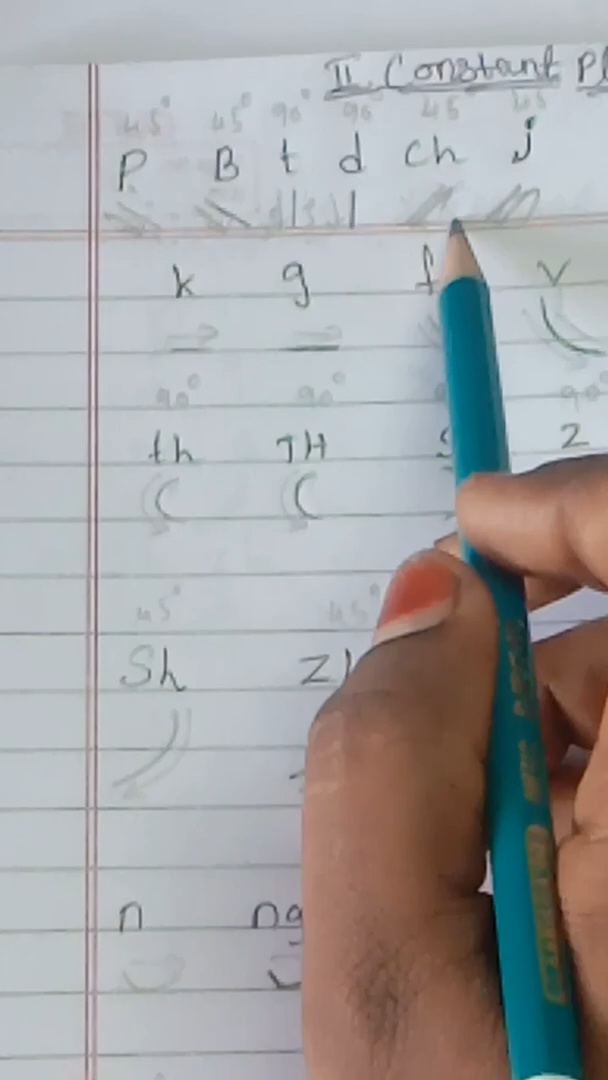 II Constant
45° 45° 90° 90° 45° 45
P B t d ch j
k g f v
90° 90° 90°
th TH S Z
45° 45°
Sh
n ng